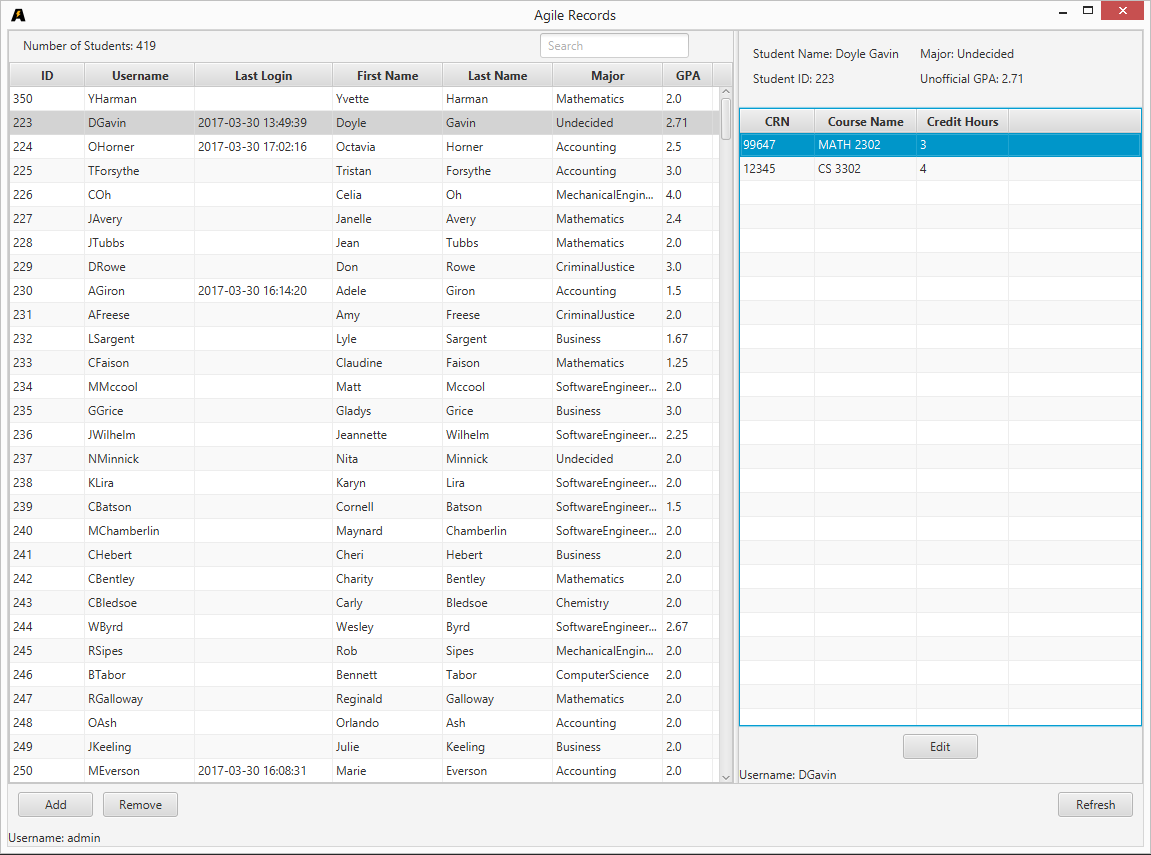 Agile Records
Number of Students: 419
Search
ID Username Last Login First Name Last Name Major GPA
350 YHarman Yvette Harman Mathematics 2.0
223 DGavin 2017-03-30 13:49:39 Doyle Gavin Undecided 2.71
224 OHorner 2017-03-30 17:02:16 Octavia Horner Accounting 2.5
225 TForsythe Tristan Forsythe Accounting 3.0
226 COh Celia Oh MechanicalEngin... 4.0
227 JAvery Janelle Avery Mathematics 2.4
228 JTubbs Jean Tubbs Mathematics 2.0
229 DRowe Don Rowe CriminalJustice 3.0
230 AGiron 2017-03-30 16:14:20 Adele Giron Accounting 1.5
231 AFreese Amy Freese CriminalJustice 2.0
232 LSargent Lyle Sargent Business 1.67
233 CFaison Claudine Faison Mathematics 1.25
234 MMccool Matt Mccool SoftwareEngineer... 2.0
235 GGrice Gladys Grice Business 3.0
236 JWilhelm Jeannette Wilhelm SoftwareEngineer... 2.25
237 NMinnick Nita Minnick Undecided 2.0
238 KLira Karyn Lira SoftwareEngineer... 2.0
239 CBatson Cornell Batson SoftwareEngineer... 1.5
240 MChamberlin Maynard Chamberlin SoftwareEngineer... 2.0
241 CHebert Cheri Hebert Business 2.0
242 CBentley Charity Bentley Mathematics 2.0
243 CBledsoe Carly Bledsoe Chemistry 2.0
244 WByrd Wesley Byrd SoftwareEngineer... 2.67
245 RSipes Rob Sipes MechanicalEngin... 2.0
246 BTabor Bennett Tabor ComputerScience 2.0
247 RGalloway Reginald Galloway Mathematics 2.0
248 OAsh Orlando Ash Accounting 2.0
249 JKeeling Julie Keeling Business 2.0
250 MEverson 2017-03-30 16:08:31 Marie Everson Accounting 2.0
Student Name: Doyle Gavin Major: Undecided
Student ID: 223 Unofficial GPA: 2.71
CRN Course Name Credit Hours
99647 MATH 2302 3
12345 CS 3302 4
Edit
Username: DGavin
Add Remove Refresh
Username: admin